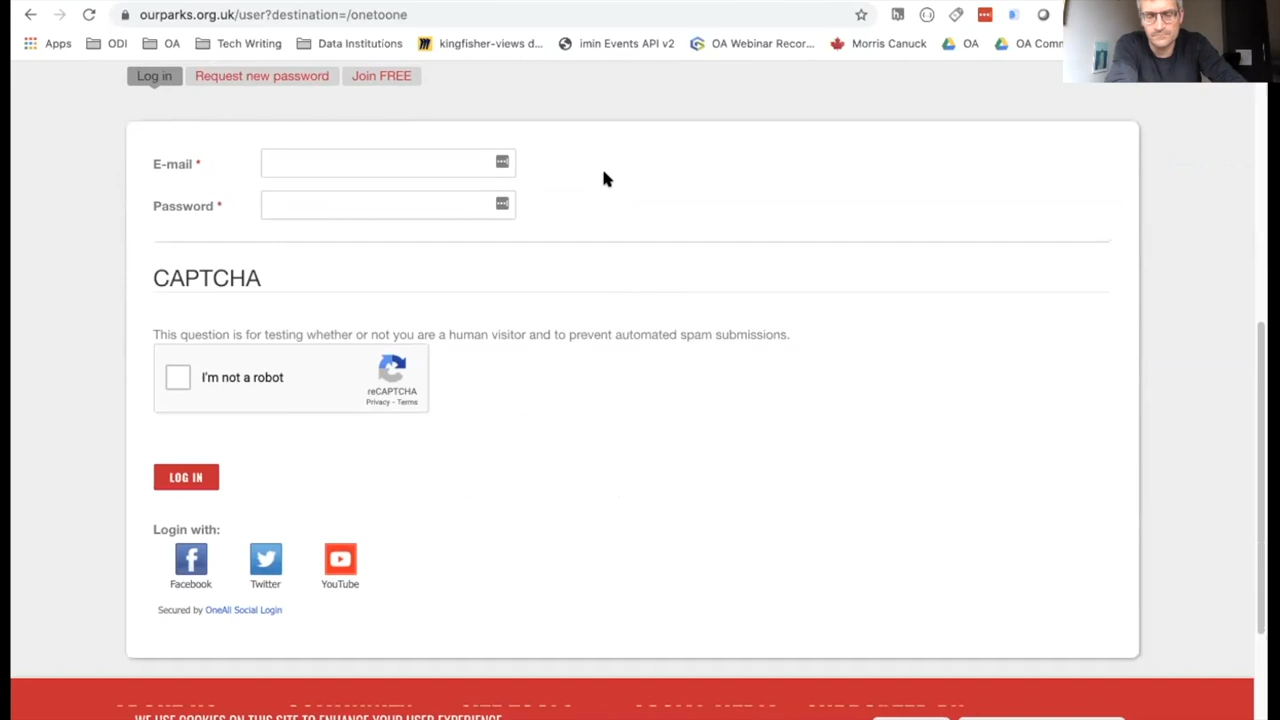 ourparks.org.uk/user?destination=/onetoone
Apps ODI OA Tech Writing Data Institutions kingfisher-views d... imin Events API v2 OA Webinar Recor... Morris Canuck OA OA Comm
Log in Request new password Join FREE
E-mail *
Password *
CAPTCHA
This question is for testing whether or not you are a human visitor and to prevent automated spam submissions.
I'm not a robot
reCAPTCHA
Privacy - Terms
LOG IN
Login with:
Facebook Twitter YouTube
Secured by OneAll Social Login
WE USE COOKIES ON THIS SITE TO ENHANCE YOUR USER EXPERIENCE